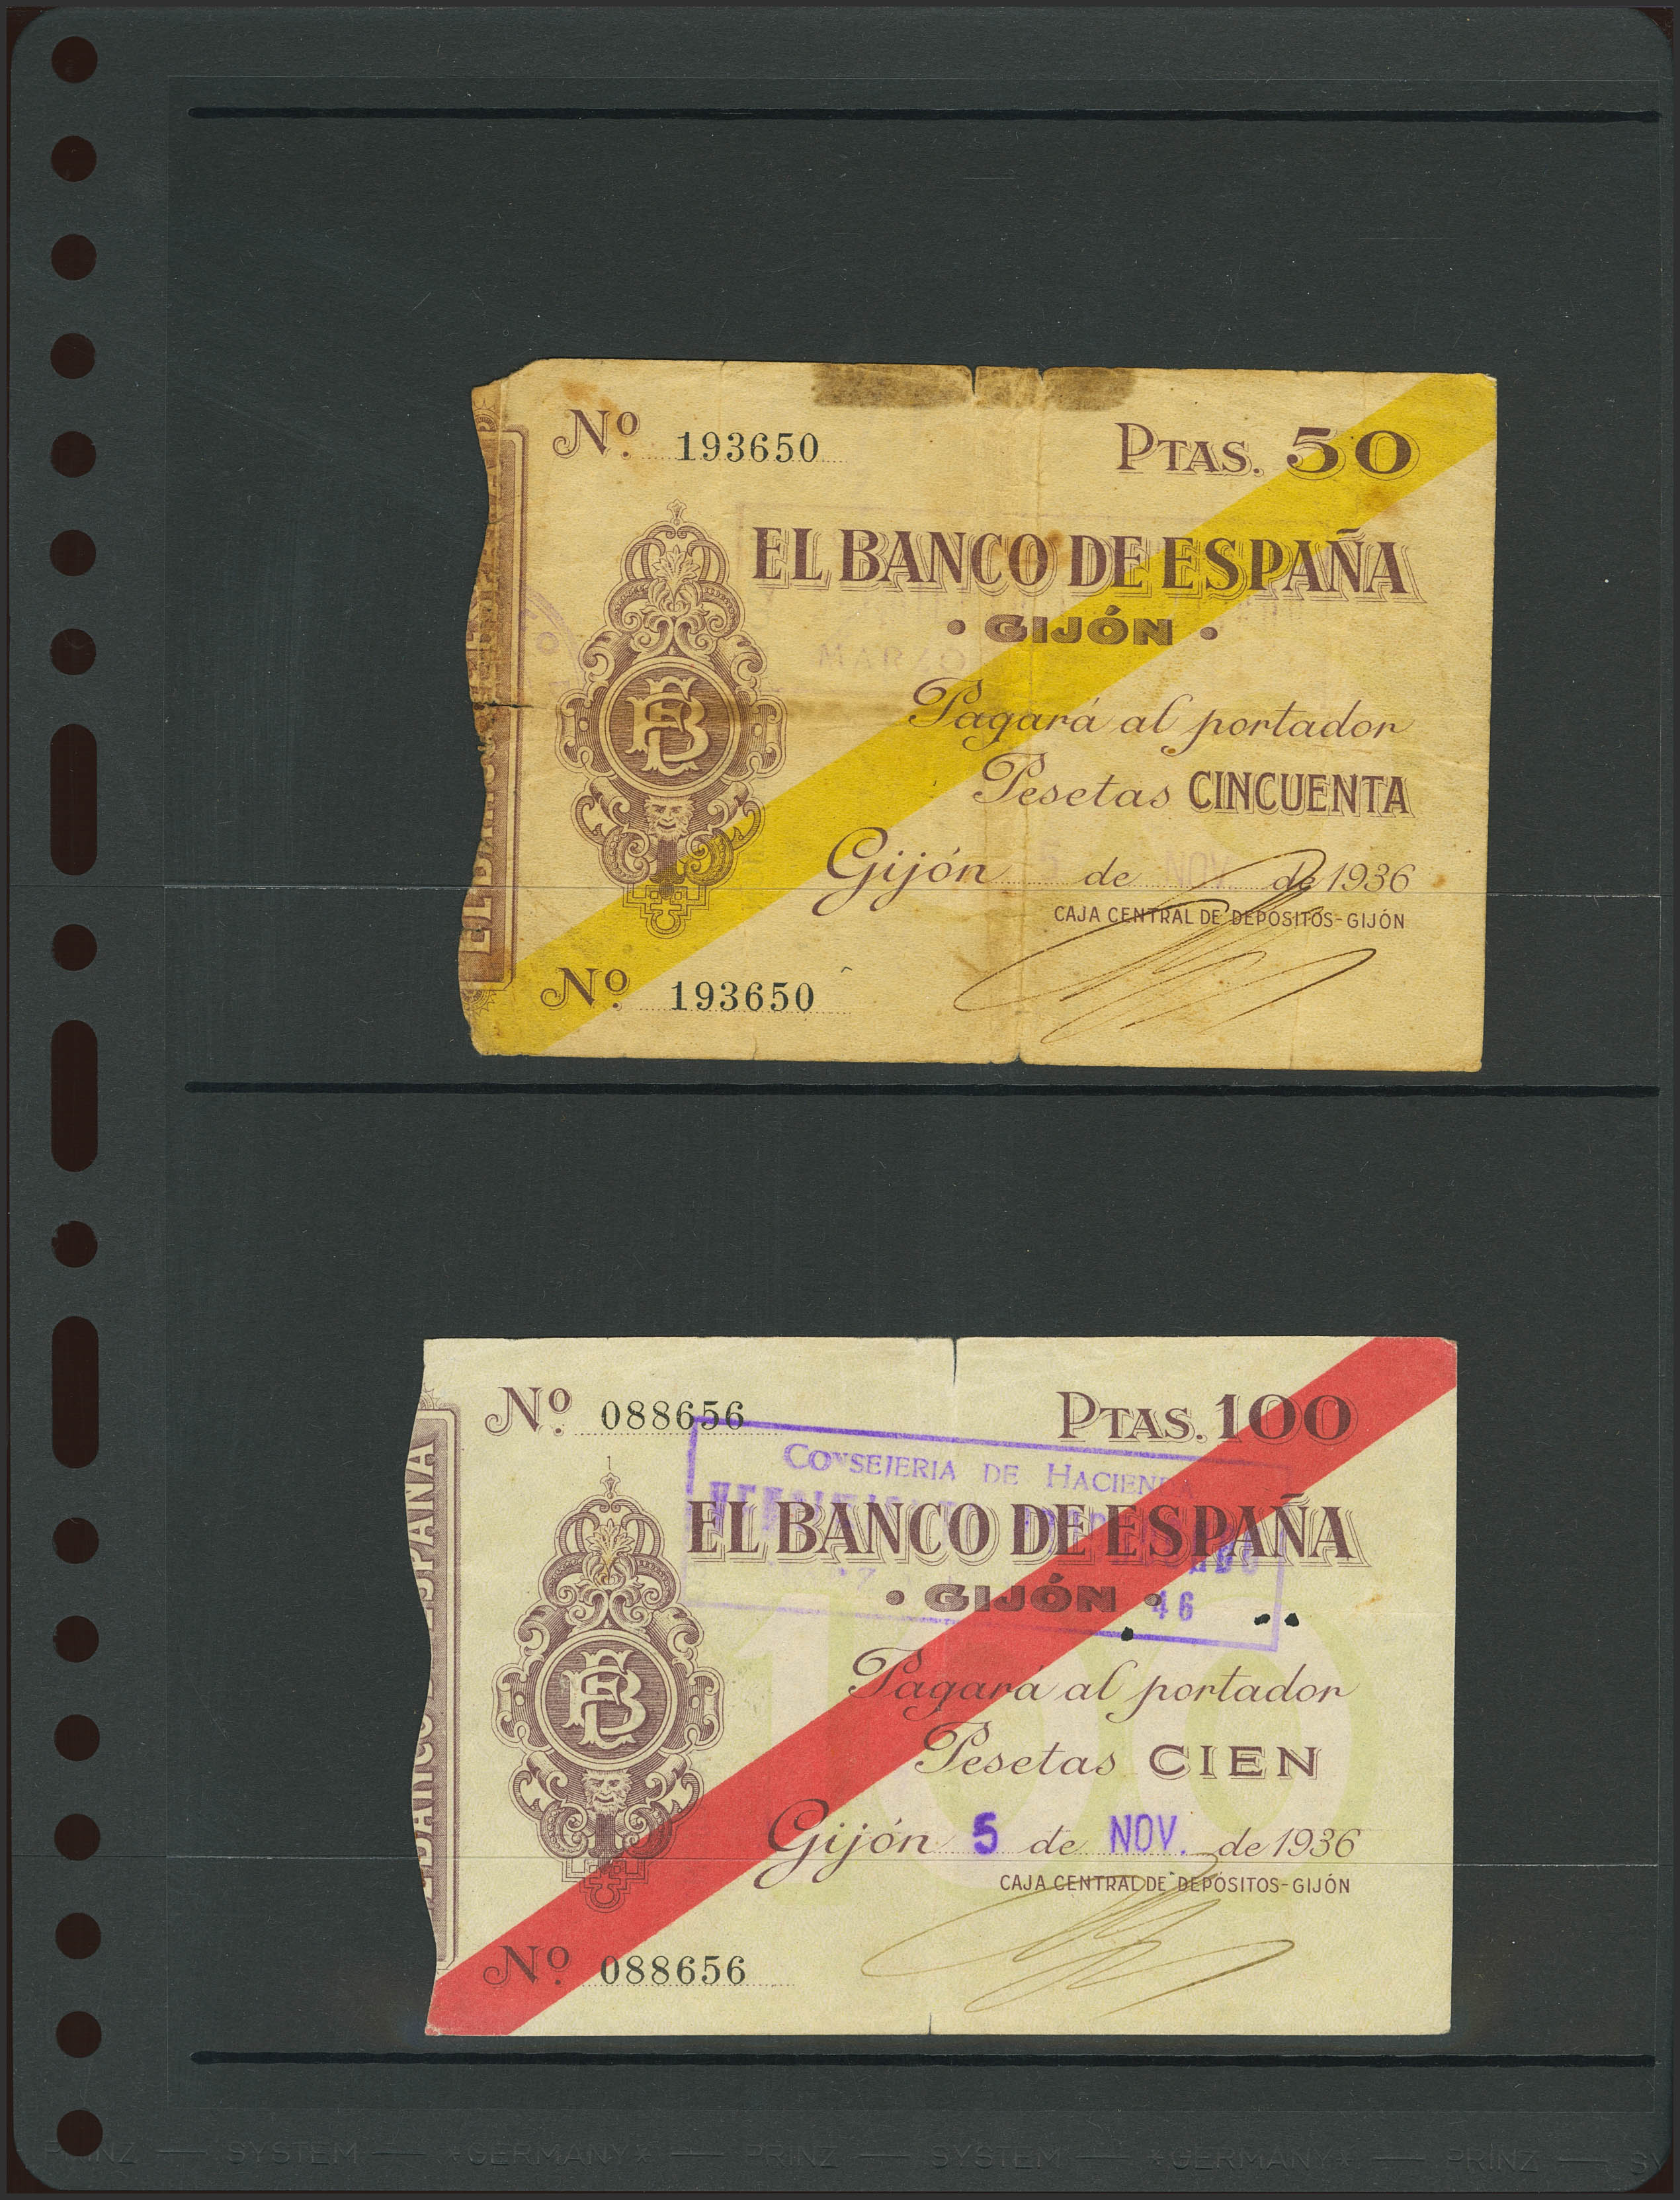 Nº 193650 PTAS. 50
EL BANCO DE ESPAÑA
• GIJÓN •
MARZO
Pagará al portador
Pesetas CINCUENTA
Gijón 5 de NOV. de 1936
CAJA CENTRAL DE DEPÓSITOS-GIJÓN
Nº 193650
Nº 088656 PTAS. 100
CONSEJERIA DE HACIENDA
EL BANCO DE ESPAÑA
• GIJÓN •
46
Pagará al portador
Pesetas CIEN
Gijón 5 de NOV. de 1936
CAJA CENTRAL DE DEPÓSITOS-GIJÓN
Nº 088656
ESPAÑA
PRINZ — SYSTEM — *GERMANY* — PRINZ — SYSTEM — *GERMANY* — PRINZ —